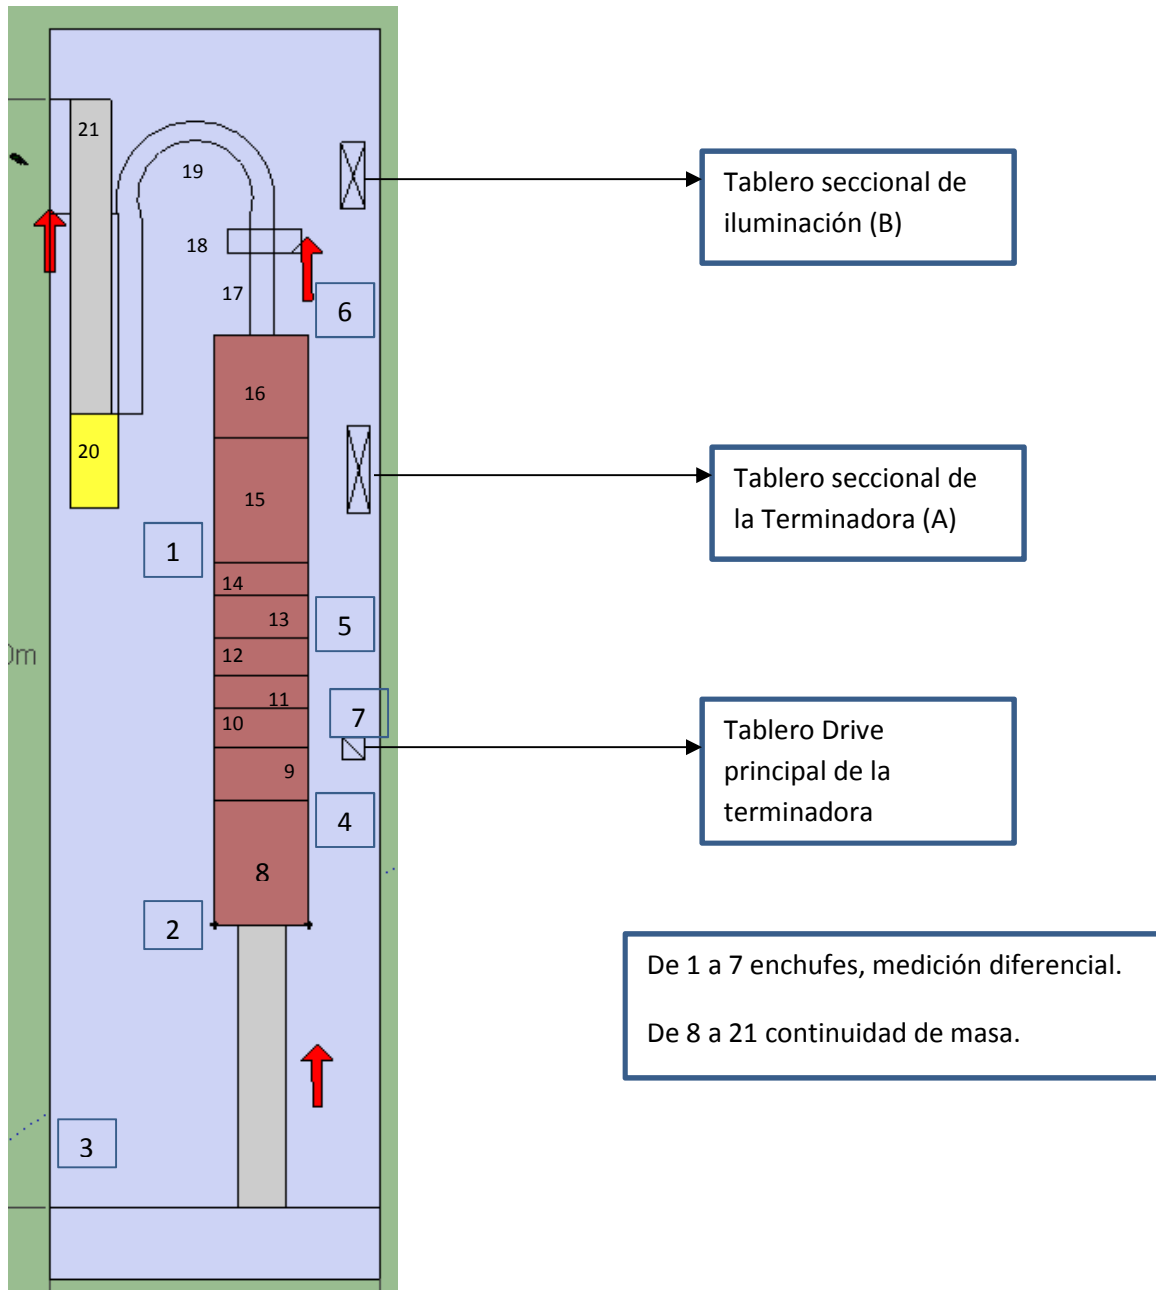 21
19
Tablero seccional de
iluminación (B)
18
17
6
16
20
15
Tablero seccional de
la Terminadora (A)
1
14
13
5
12
0m
11
10
7
9
Tablero Drive
principal de la
terminadora
4
8
2
De 1 a 7 enchufes, medición diferencial.
De 8 a 21 continuidad de masa.
3